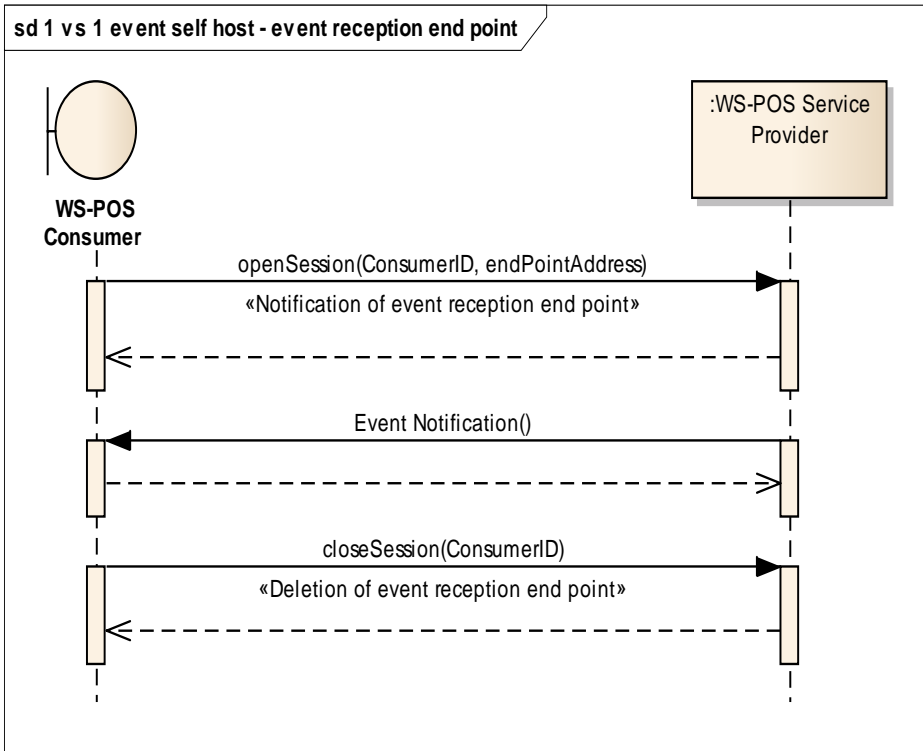 sd 1 vs 1 event self host - event reception end point
:WS-POS Service
Provider
WS-POS
Consumer
openSession(ConsumerID, endPointAddress)
«Notification of event reception end point»
Event Notification()
closeSession(ConsumerID)
«Deletion of event reception end point»